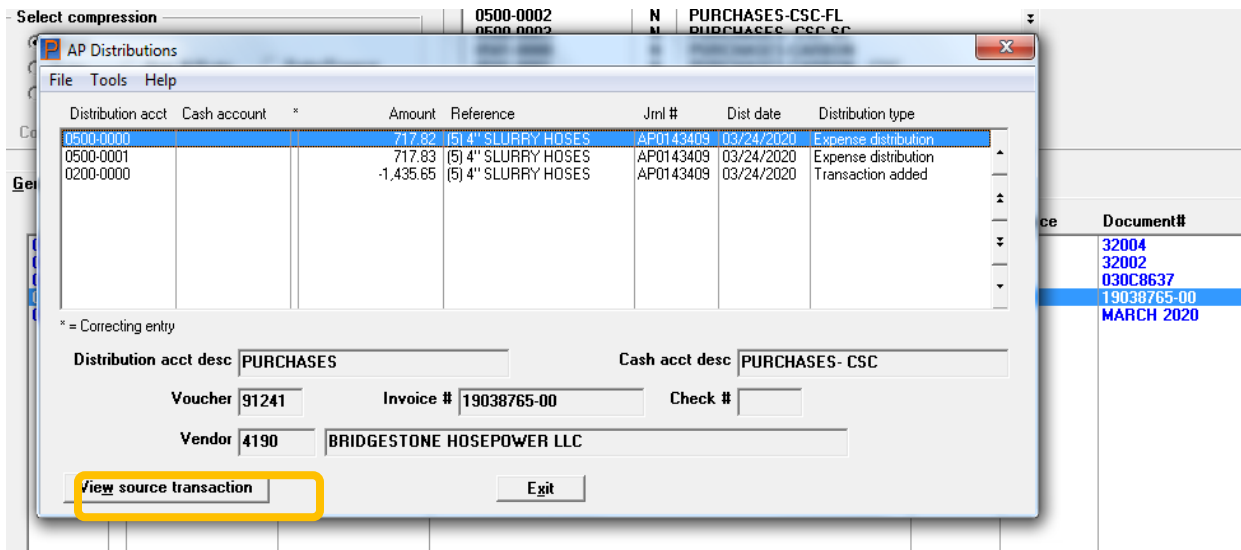 Select compression
0500-0002 N PURCHASES-CSC-FL
0500-0003 N PURCHASES- CSC SC
AP Distributions
File Tools Help
Distribution acct Cash account * Amount Reference Jrnl # Dist date Distribution type
0500-0000 717.82 (5) 4" SLURRY HOSES AP0143409 03/24/2020 Expense distribution
0500-0001 717.83 (5) 4" SLURRY HOSES AP0143409 03/24/2020 Expense distribution
0200-0000 -1,435.65 (5) 4" SLURRY HOSES AP0143409 03/24/2020 Transaction added
* = Correcting entry
Distribution acct desc PURCHASES Cash acct desc PURCHASES- CSC
Voucher 91241 Invoice # 19038765-00 Check #
Vendor 4190 BRIDGESTONE HOSEPOWER LLC
View source transaction Exit
Document#
32004
32002
030C8637
19038765-00
MARCH 2020